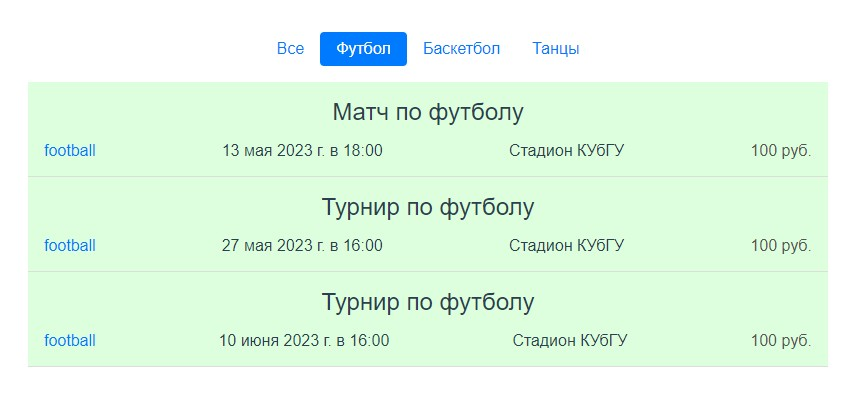 Все Футбол Баскетбол Танцы
Матч по футболу
football 13 мая 2023 г. в 18:00 Стадион КУбГУ 100 руб.
Турнир по футболу
football 27 мая 2023 г. в 16:00 Стадион КУбГУ 100 руб.
Турнир по футболу
football 10 июня 2023 г. в 16:00 Стадион КУбГУ 100 руб.